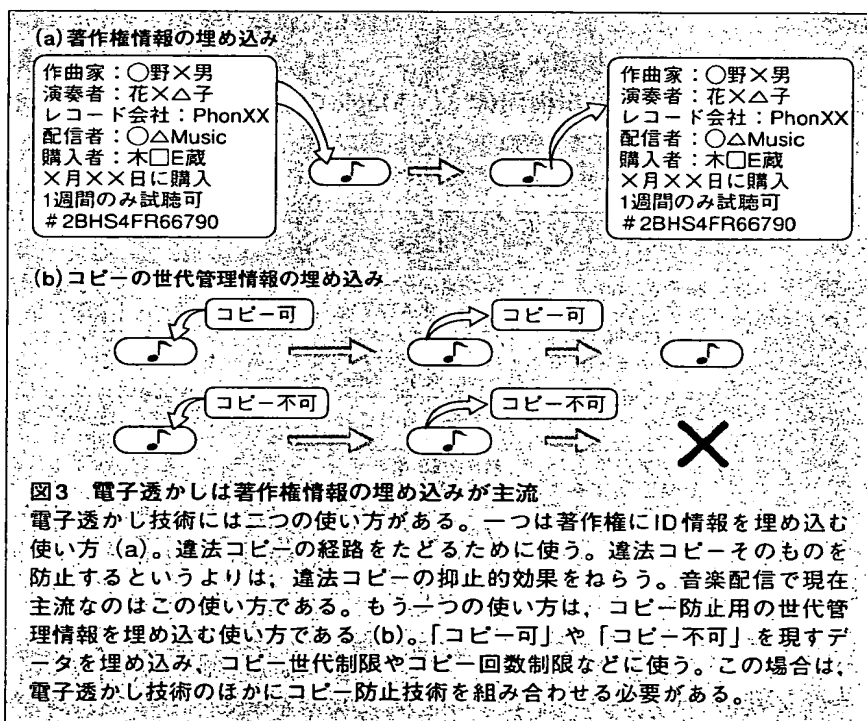 (a)著作権情報の埋め込み
作曲家：○野×男
演奏者：花×△子
レコード会社：PhonXX
配信者：○△Music
購入者：木□E蔵
×月××日に購入
1週間のみ試聴可
#2BHS4FR66790
作曲家：○野×男
演奏者：花×△子
レコード会社：PhonXX
配信者：○△Music
購入者：木□E蔵
×月××日に購入
1週間のみ試聴可
#2BHS4FR66790
(b)コピーの世代管理情報の埋め込み
コピー可
コピー可
コピー不可
コピー不可
図3 電子透かしは著作権情報の埋め込みが主流
電子透かし技術には二つの使い方がある。一つは著作権にID情報を埋め込む
使い方（a）。違法コピーの経路をたどるために使う。違法コピーそのものを
防止するというよりは，違法コピーの抑止的効果をねらう。音楽配信で現在
主流なのはこの使い方である。もう一つの使い方は，コピー防止用の世代管
理情報を埋め込む使い方である（b）。「コピー可」や「コピー不可」を現すデ
ータを埋め込み，コピー世代制限やコピー回数制限などに使う。この場合は，
電子透かし技術のほかにコピー防止技術を組み合わせる必要がある。